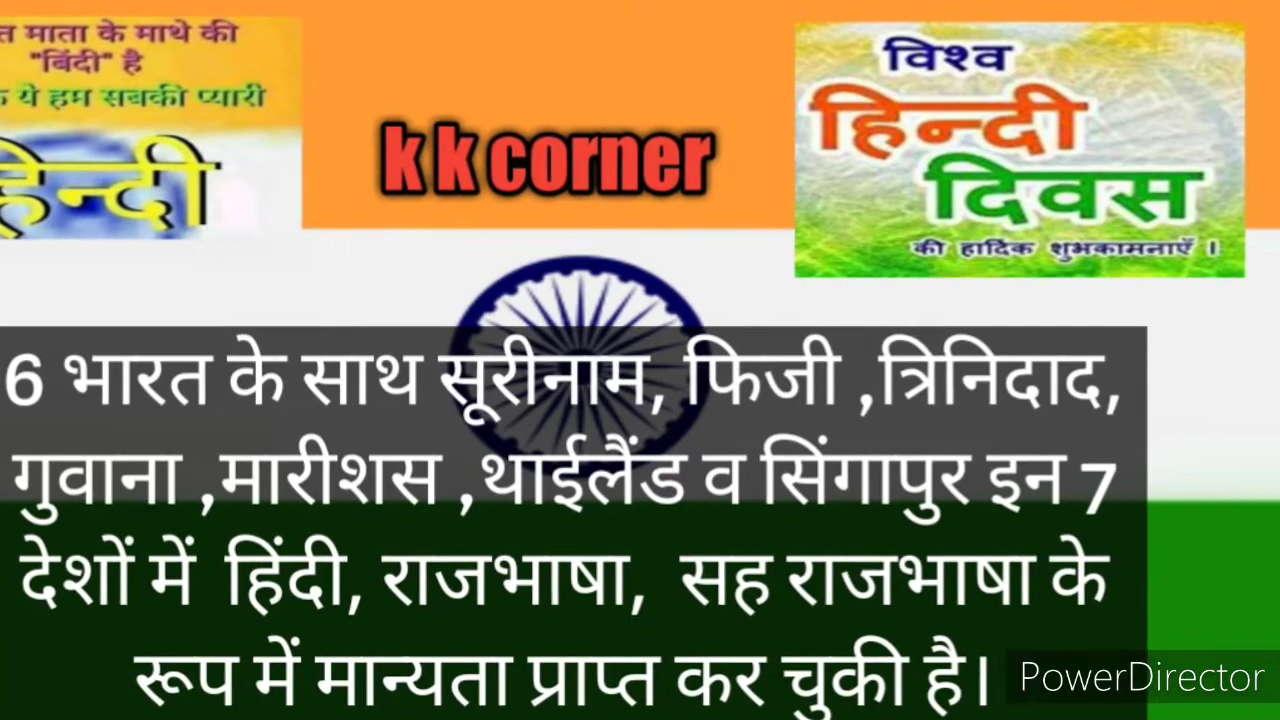 माता के माथे की
"बिंदी" है
ये हम सबकी प्यारी
हिन्दी
k k corner
विश्व
हिन्दी
दिवस
की हार्दिक शुभकामनाएँ ।
6 भारत के साथ सूरीनाम, फिजी ,त्रिनिदाद,
गुवाना ,मारीशस ,थाईलैंड व सिंगापुर इन 7
देशों में हिंदी, राजभाषा, सह राजभाषा के
रूप में मान्यता प्राप्त कर चुकी है।
PowerDirector